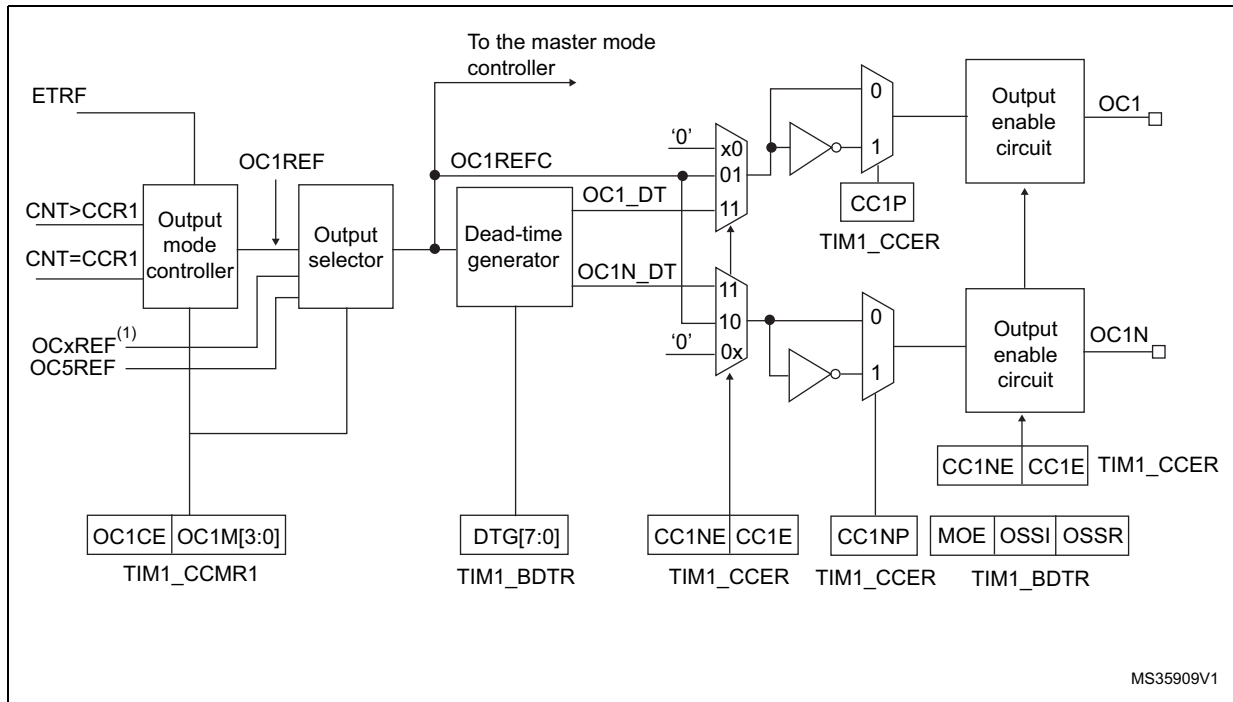 To the master mode
controller
ETRF
OC1REF
CNT>CCR1
CNT=CCR1
Output
mode
controller
Output
selector
OCxREF(1)
OC5REF
OC1REFC
Dead-time
generator
OC1_DT
OC1N_DT
'0'
x0
01
11
11
10
'0'
0x
0
1
CC1P
TIM1_CCER
0
1
Output
enable
circuit
OC1
Output
enable
circuit
OC1N
CC1NE CC1E TIM1_CCER
OC1CE OC1M[3:0]
TIM1_CCMR1
DTG[7:0]
TIM1_BDTR
CC1NE CC1E
TIM1_CCER
CC1NP
TIM1_CCER
MOE OSSI OSSR
TIM1_BDTR
MS35909V1